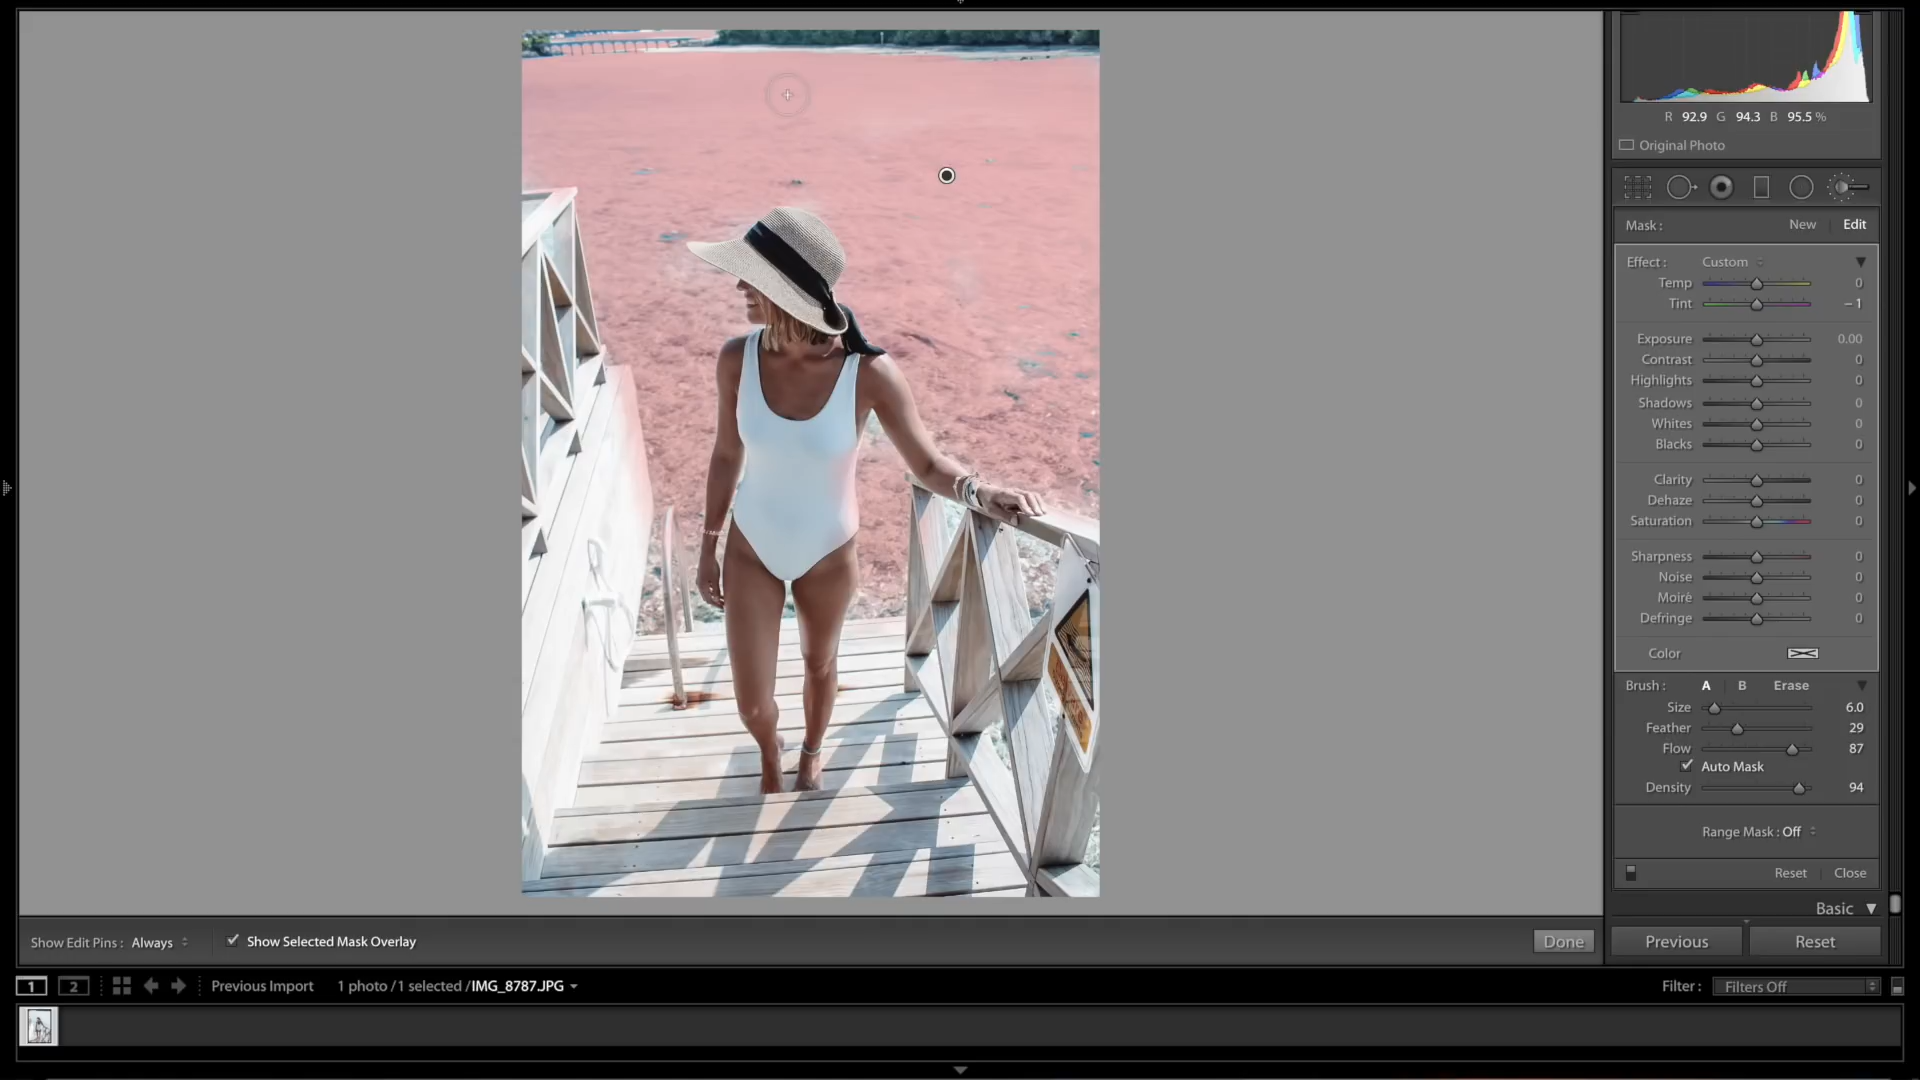 R 92.9 G 94.3 B 95.5 %
Original Photo
Mask : New Edit
Effect : Custom
Temp 0
Tint – 1
Exposure 0.00
Contrast 0
Highlights 0
Shadows 0
Whites 0
Blacks 0
Clarity 0
Dehaze 0
Saturation 0
Sharpness 0
Noise 0
Moiré 0
Defringe 0
Color
Brush : A B Erase
Size 6.0
Feather 29
Flow 87
Auto Mask
Density 94
Range Mask : Off
Reset Close
Basic
Show Edit Pins : Always Show Selected Mask Overlay Done Previous Reset
1 2 Previous Import 1 photo / 1 selected / IMG_8787.JPG Filter : Filters Off